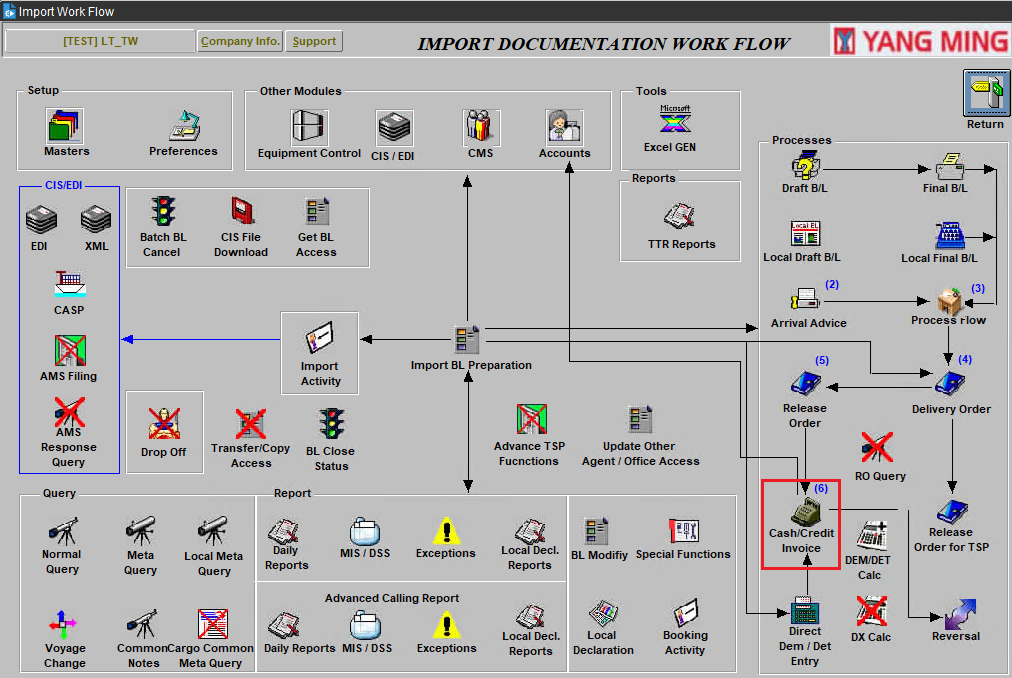 Import Work Flow
[TEST] LT_TW
Company Info.
Support
IMPORT DOCUMENTATION WORK FLOW
YANG MING
Return
Setup
Masters
Preferences
Other Modules
Equipment Control
CIS / EDI
CMS
Accounts
Tools
Microsoft
Excel GEN
Reports
TTR Reports
CIS/EDI
EDI
XML
CASP
AMS Filing
AMS
Response
Query
Batch BL
Cancel
CIS File
Download
Get BL
Access
Import
Activity
Import BL Preparation
Drop Off
Transfer/Copy
Access
BL Close
Status
Advance TSP
Fucnctions
Update Other
Agent / Office Access
Processes
Draft B/L
Final B/L
Local BL
Local Draft B/L
Local Final B/L
(2)
Arrival Advice
(3)
Process Flow
(5)
Release
Order
(4)
Delivery Order
RO Query
(6)
Cash/Credit
Invoice
DEM/DET
Calc
Release
Order for TSP
Direct
Dem / Det
Entry
DX Calc
Reversal
Query
Normal
Query
Meta
Query
Local Meta
Query
Voyage
Change
Common
Notes
Cargo Common
Meta Query
Report
Daily
Reports
MIS / DSS
Exceptions
Local Decl.
Reports
Advanced Calling Report
Daily Reports
MIS / DSS
Exceptions
Local Decl.
Reports
BL Modifiy
Special Functions
Local
Declaration
Booking
Activity